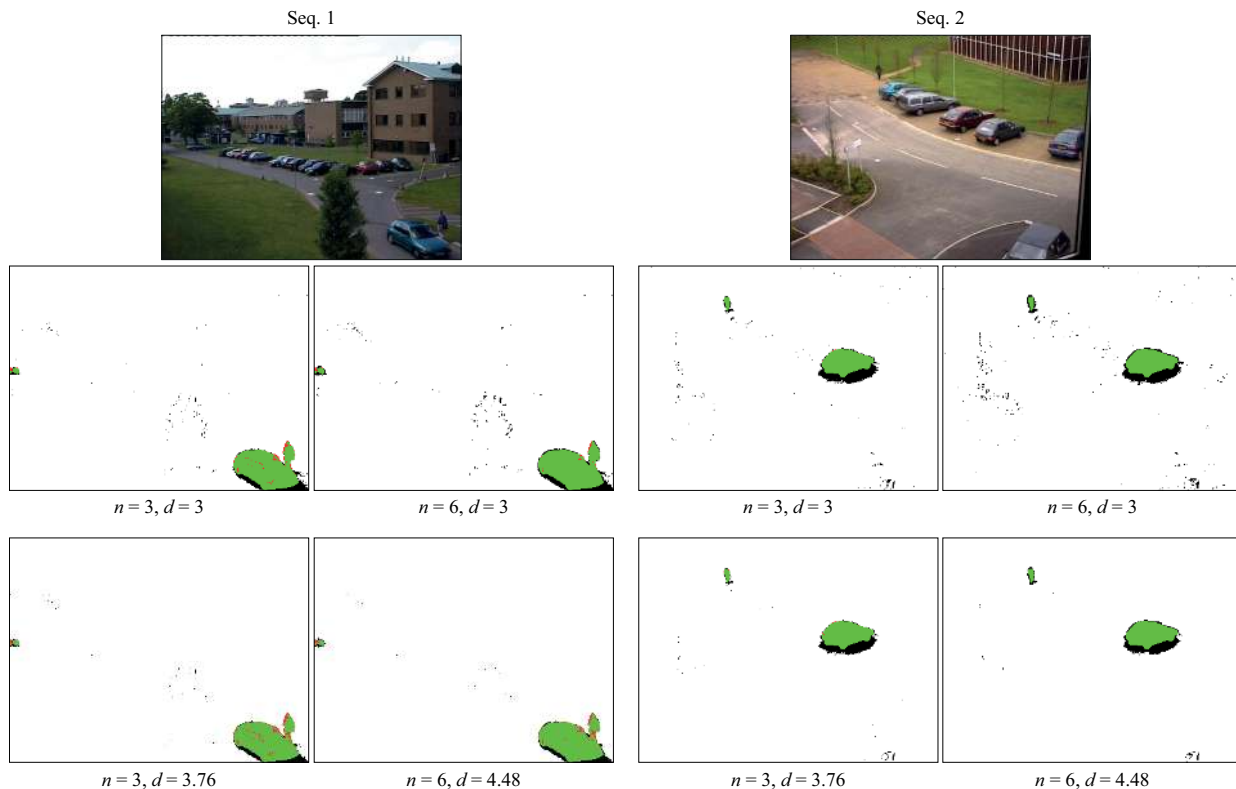 Seq. 1
Seq. 2
n = 3, d = 3
n = 6, d = 3
n = 3, d = 3
n = 6, d = 3
n = 3, d = 3.76
n = 6, d = 4.48
n = 3, d = 3.76
n = 6, d = 4.48